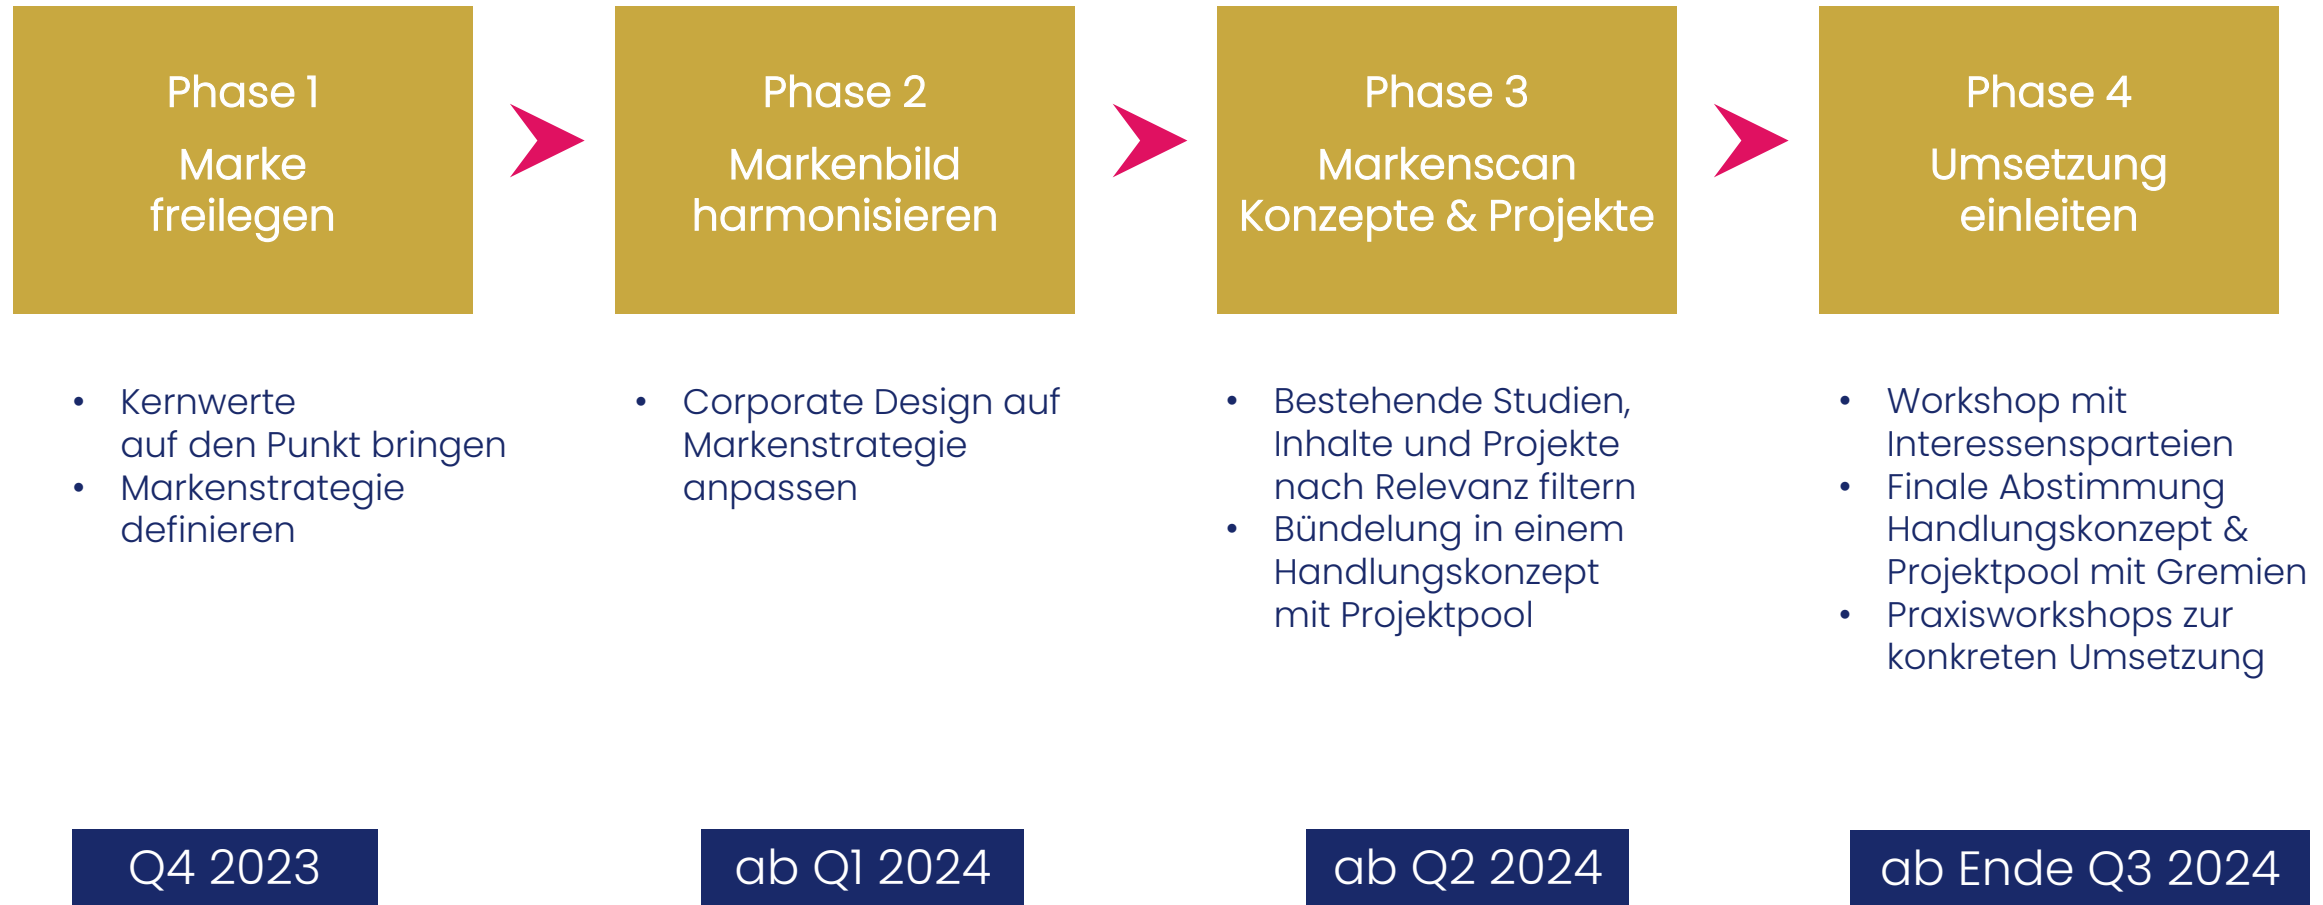 Phase 1
Marke
freilegen
Phase 2
Markenbild
harmonisieren
Phase 3
Markenscan
Konzepte & Projekte
Phase 4
Umsetzung
einleiten
• Kernwerte
auf den Punkt bringen
• Markenstrategie
definieren
• Corporate Design auf
Markenstrategie
anpassen
• Bestehende Studien,
Inhalte und Projekte
nach Relevanz filtern
• Bündelung in einem
Handlungskonzept
mit Projektpool
• Workshop mit
Interessensparteien
• Finale Abstimmung
Handlungskonzept &
Projektpool mit Gremien
• Praxisworkshops zur
konkreten Umsetzung
Q4 2023
ab Q1 2024
ab Q2 2024
ab Ende Q3 2024